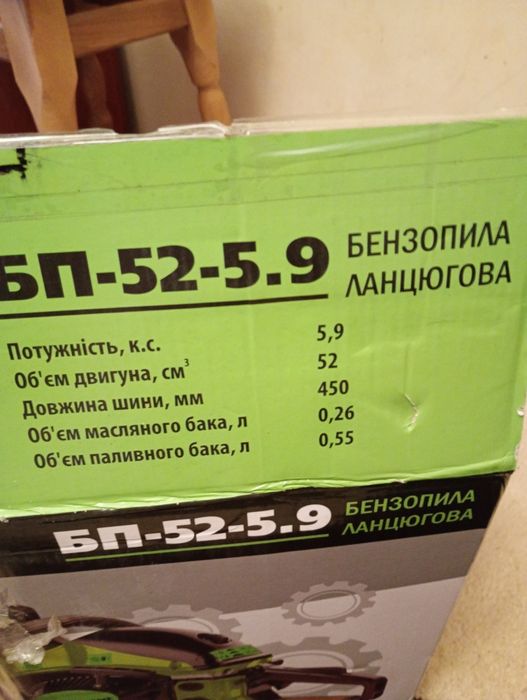 БП-52-5.9 БЕНЗОПИЛА
ЛАНЦЮГОВА
Потужність, к.с. 5,9
Об'єм двигуна, см³ 52
Довжина шини, мм 450
Об'єм масляного бака, л 0,26
Об'єм паливного бака, л 0,55
БП-52-5.9 БЕНЗОПИЛА
ЛАНЦЮГОВА